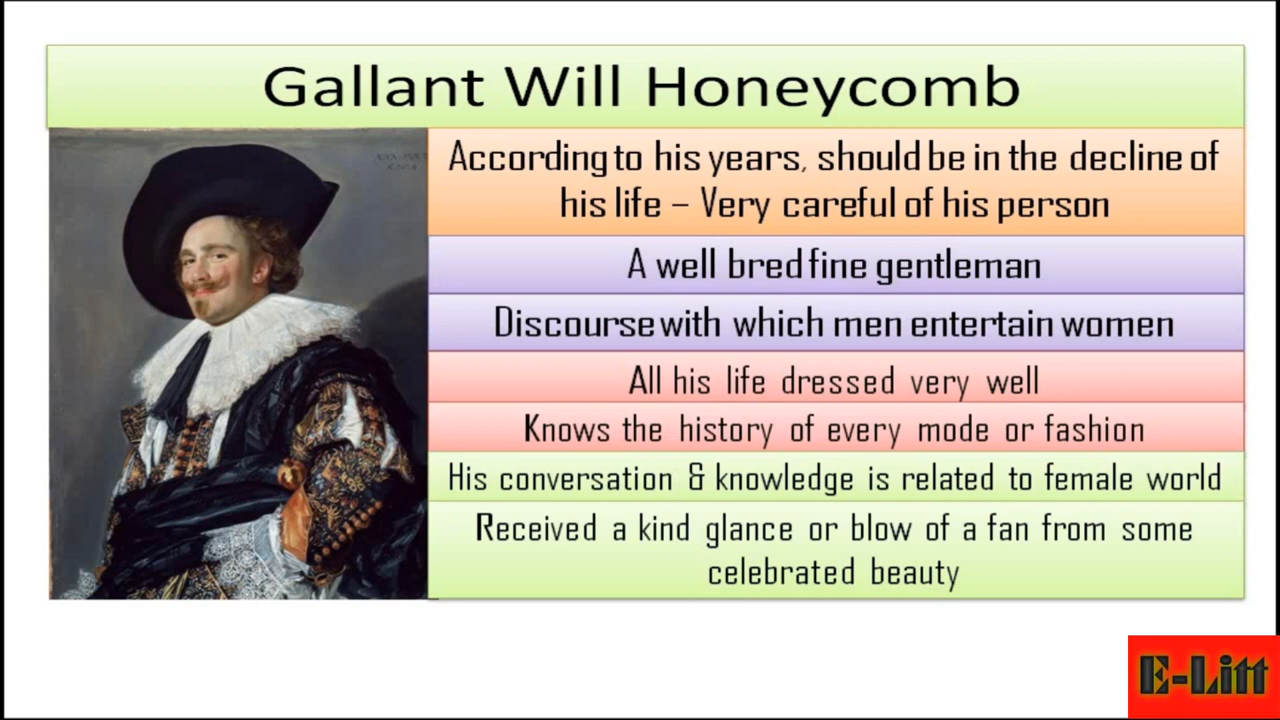 Gallant Will Honeycomb
According to his years, should be in the decline of
his life – Very careful of his person
A well bred fine gentleman
Discourse with which men entertain women
All his life dressed very well
Knows the history of every mode or fashion
His conversation & knowledge is related to female world
Received a kind glance or blow of a fan from some
celebrated beauty
E-Litt